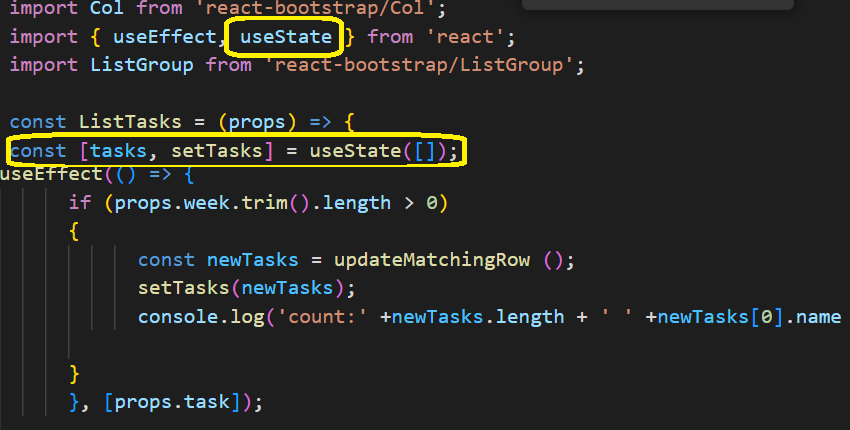 import Col from 'react-bootstrap/Col';
import { useEffect, useState } from 'react';
import ListGroup from 'react-bootstrap/ListGroup';
const ListTasks = (props) => {
const [tasks, setTasks] = useState([]);
useEffect(() => {
if (props.week.trim().length > 0)
{
const newTasks = updateMatchingRow ();
setTasks(newTasks);
console.log('count:' +newTasks.length + ' ' +newTasks[0].name
}
}, [props.task]);